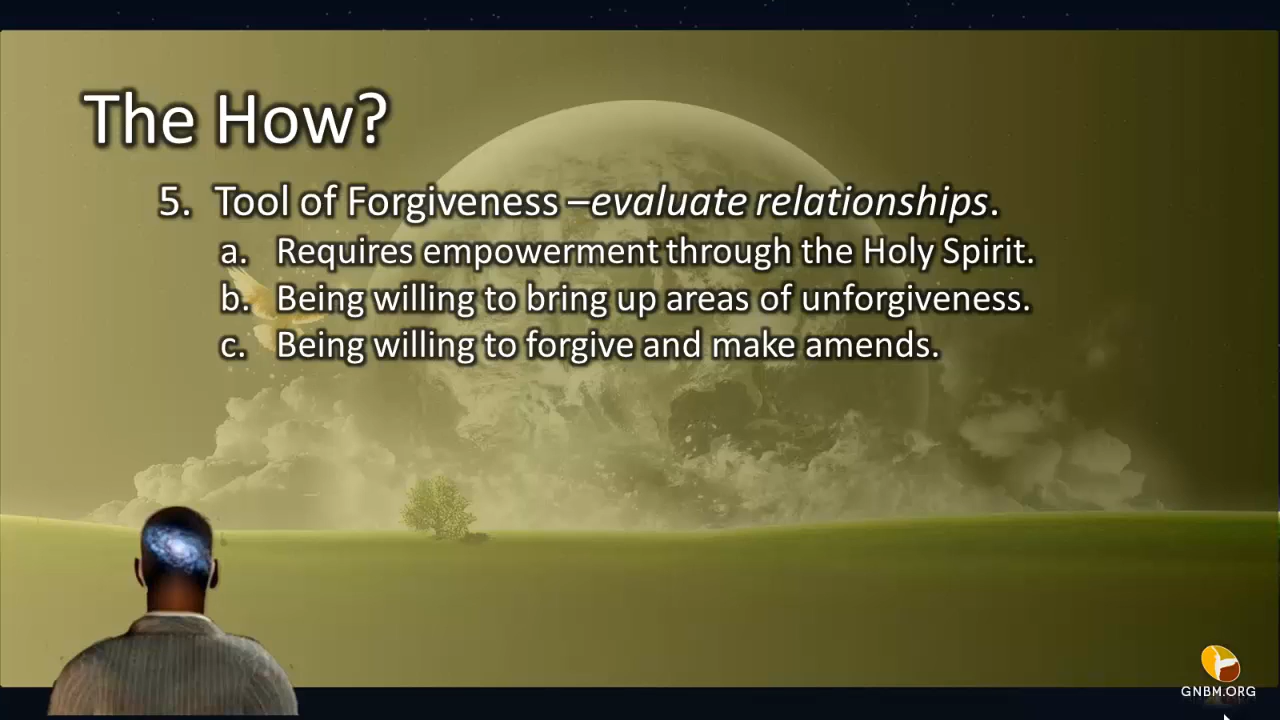 The How?
5. Tool of Forgiveness –evaluate relationships.
a. Requires empowerment through the Holy Spirit.
b. Being willing to bring up areas of unforgiveness.
c. Being willing to forgive and make amends.
GNBM.ORG